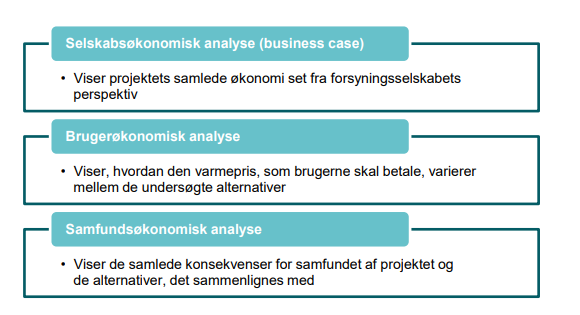 Selskabsøkonomisk analyse (business case)
• Viser projektets samlede økonomi set fra forsyningsselskabets
perspektiv
Brugerøkonomisk analyse
• Viser, hvordan den varmepris, som brugerne skal betale, varierer
mellem de undersøgte alternativer
Samfundsøkonomisk analyse
• Viser de samlede konsekvenser for samfundet af projektet og
de alternativer, det sammenlignes med